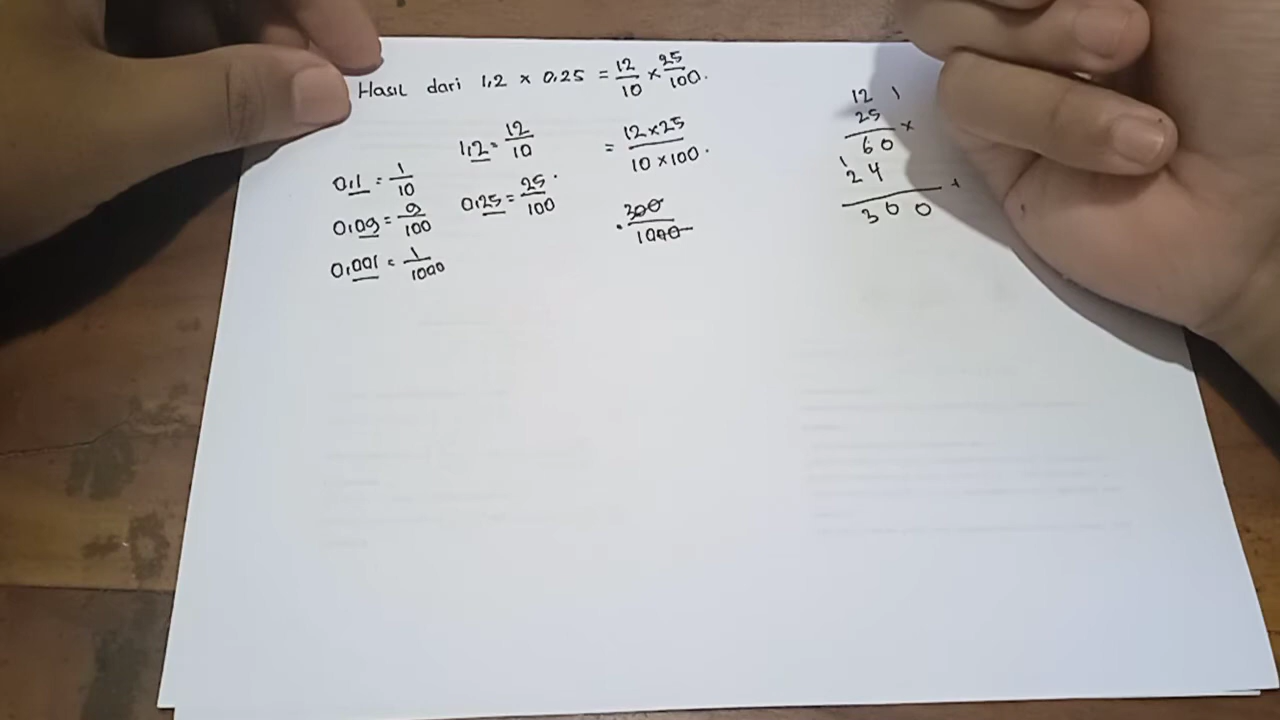 Hasil dari 1,2 × 0,25 = 12/10 × 25/100.
1,2 = 12/10
= 12×25 / 10×100.
0,1 = 1/10
0,25 = 25/100
0,09 = 9/100
. 300/1000
0,001 = 1/1000
12 1
25 ×
60
1
24
+
300